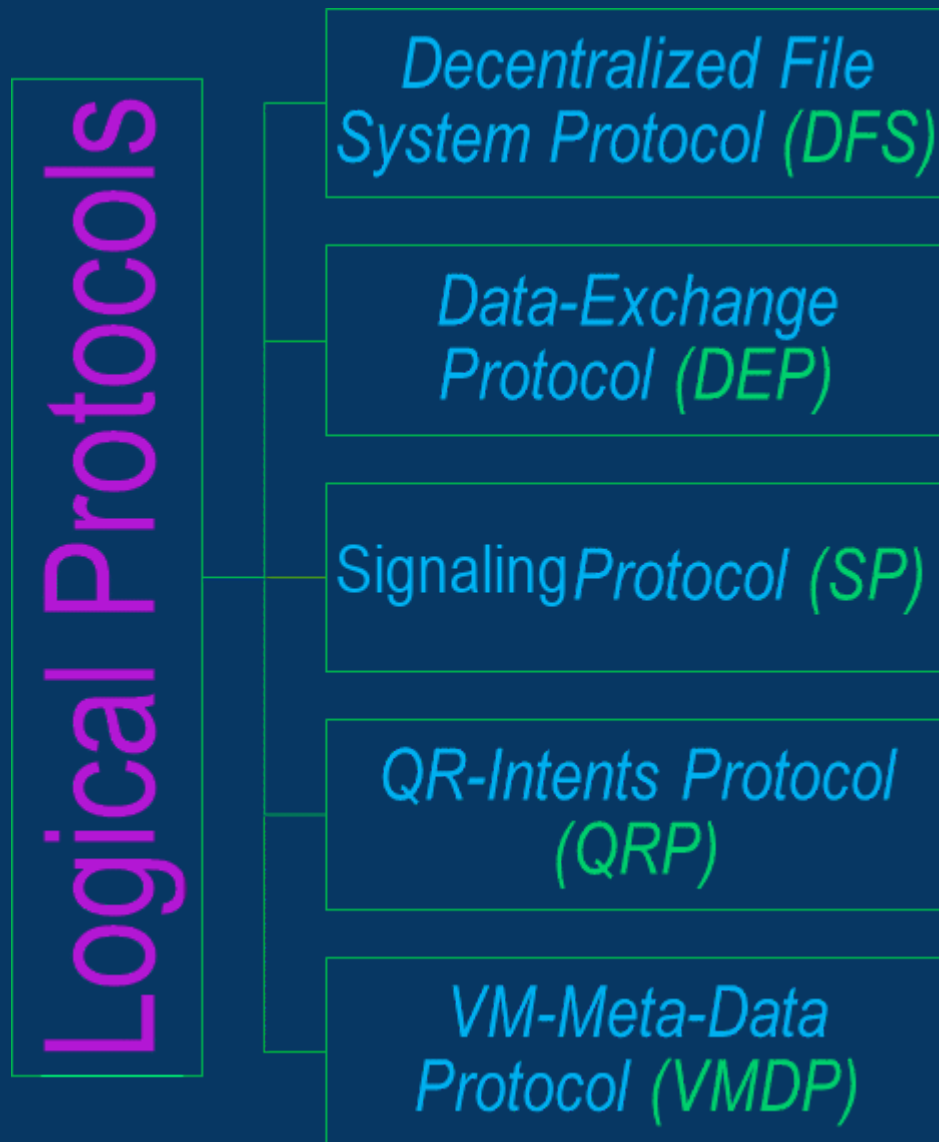 Logical Protocols
Decentralized File
System Protocol (DFS)
Data-Exchange
Protocol (DEP)
Signaling Protocol (SP)
QR-Intents Protocol
(QRP)
VM-Meta-Data
Protocol (VMDP)